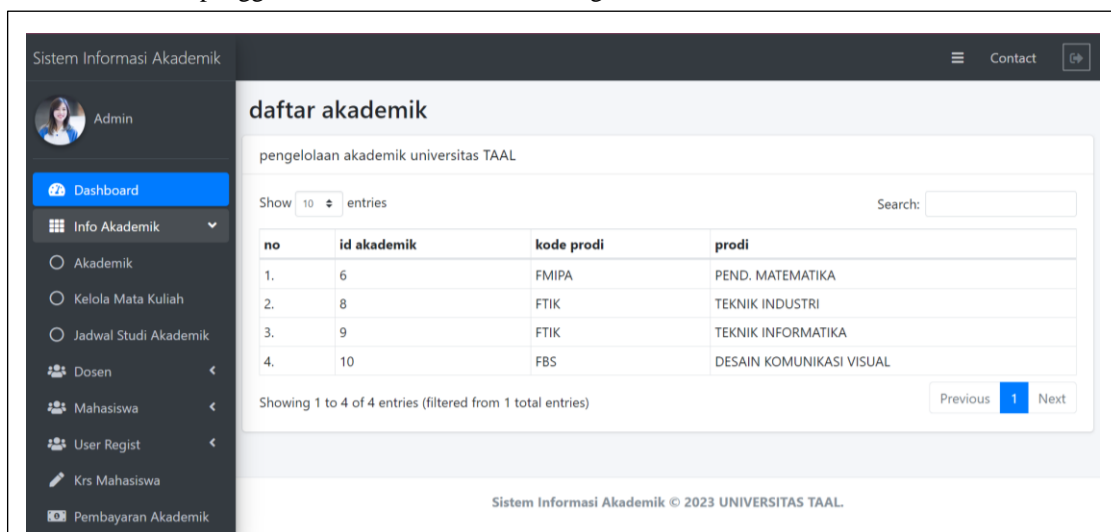 Sistem Informasi Akademik
Contact
Admin
daftar akademik
pengelolaan akademik universitas TAAL
Dashboard
Info Akademik
Akademik
Kelola Mata Kuliah
Jadwal Studi Akademik
Dosen
Mahasiswa
User Regist
Krs Mahasiswa
Pembayaran Akademik
Show 10 entries Search:
no id akademik kode prodi prodi
1. 6 FMIPA PEND. MATEMATIKA
2. 8 FTIK TEKNIK INDUSTRI
3. 9 FTIK TEKNIK INFORMATIKA
4. 10 FBS DESAIN KOMUNIKASI VISUAL
Showing 1 to 4 of 4 entries (filtered from 1 total entries) Previous 1 Next
Sistem Informasi Akademik © 2023 UNIVERSITAS TAAL.